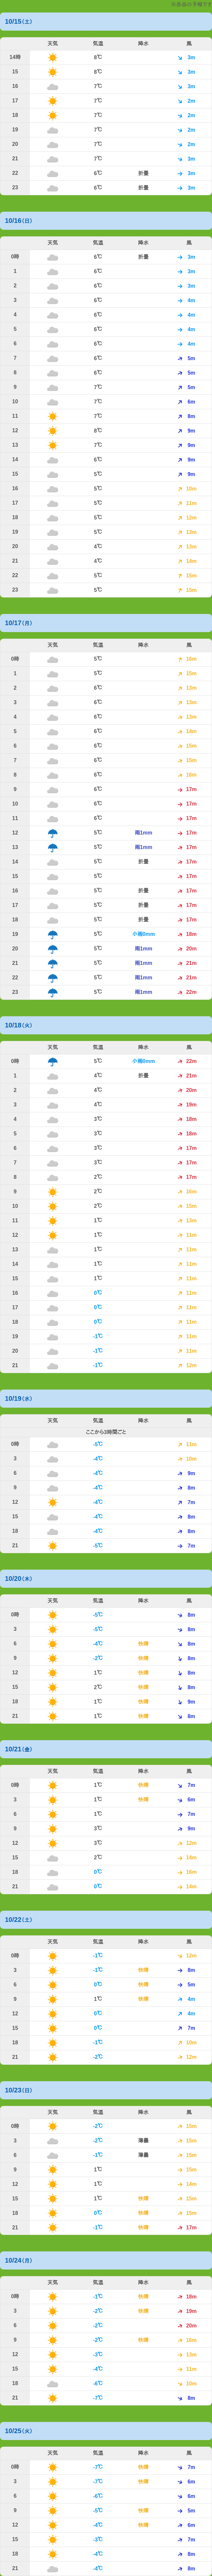 10/15(土)
天気 気温 降水 風
14時 8℃ 3m
15 8℃ 3m
16 7℃ 3m
17 7℃ 2m
18 7℃ 2m
19 7℃ 2m
20 7℃ 2m
21 7℃ 3m
22 6℃ 折曇 3m
23 6℃ 折曇 3m
10/16(日)
天気 気温 降水 風
0時 6℃ 折曇 3m
1 6℃ 3m
2 6℃ 3m
3 6℃ 4m
4 6℃ 4m
5 6℃ 4m
6 6℃ 4m
7 6℃ 5m
8 6℃ 5m
9 7℃ 5m
10 7℃ 6m
11 7℃ 8m
12 8℃ 9m
13 7℃ 9m
14 6℃ 9m
15 5℃ 9m
16 5℃ 10m
17 5℃ 11m
18 5℃ 12m
19 5℃ 13m
20 4℃ 13m
21 4℃ 14m
22 5℃ 15m
23 5℃ 15m
10/17(月)
天気 気温 降水 風
0時 5℃ 16m
1 5℃ 15m
2 6℃ 13m
3 6℃ 13m
4 6℃ 13m
5 6℃ 14m
6 6℃ 15m
7 6℃ 15m
8 6℃ 16m
9 6℃ 17m
10 6℃ 17m
11 6℃ 17m
12 5℃ 雨1mm 17m
13 5℃ 雨1mm 17m
14 5℃ 折曇 17m
15 5℃ 17m
16 5℃ 折曇 17m
17 5℃ 折曇 17m
18 5℃ 折曇 17m
19 5℃ 小雨0mm 18m
20 5℃ 雨1mm 20m
21 5℃ 雨1mm 21m
22 5℃ 雨1mm 21m
23 5℃ 雨1mm 22m
10/18(火)
天気 気温 降水 風
0時 5℃ 小雨0mm 22m
1 4℃ 折曇 21m
2 4℃ 20m
3 4℃ 19m
4 3℃ 18m
5 3℃ 18m
6 3℃ 17m
7 3℃ 17m
8 2℃ 17m
9 2℃ 16m
10 2℃ 15m
11 1℃ 13m
12 1℃ 11m
13 1℃ 11m
14 1℃ 11m
15 1℃ 11m
16 0℃ 11m
17 0℃ 11m
18 0℃ 11m
19 -1℃ 11m
20 -1℃ 11m
21 -1℃ 12m
10/19(水)
天気 気温 降水 風
ここから3時間ごと
0時 -5℃ 11m
3 -4℃ 10m
6 -4℃ 9m
9 -4℃ 8m
12 -4℃ 7m
15 -4℃ 8m
18 -4℃ 8m
21 -5℃ 7m
10/20(木)
天気 気温 降水 風
0時 -5℃ 8m
3 -5℃ 8m
6 -4℃ 快晴 8m
9 -2℃ 快晴 8m
12 1℃ 快晴 8m
15 2℃ 快晴 8m
18 1℃ 快晴 9m
21 1℃ 快晴 8m
10/21(金)
天気 気温 降水 風
0時 1℃ 快晴 7m
3 1℃ 快晴 6m
6 1℃ 7m
9 3℃ 9m
12 3℃ 12m
15 2℃ 14m
18 0℃ 16m
21 0℃ 14m
10/22(土)
天気 気温 降水 風
0時 -1℃ 12m
3 -1℃ 快晴 8m
6 0℃ 快晴 5m
9 1℃ 快晴 4m
12 0℃ 4m
15 0℃ 7m
18 -1℃ 10m
21 -2℃ 12m
10/23(日)
天気 気温 降水 風
0時 -2℃ 15m
3 -2℃ 薄曇 15m
6 -1℃ 薄曇 15m
9 1℃ 15m
12 1℃ 14m
15 1℃ 快晴 15m
18 0℃ 快晴 15m
21 -1℃ 快晴 17m
10/24(月)
天気 気温 降水 風
0時 -1℃ 快晴 18m
3 -2℃ 快晴 19m
6 -2℃ 快晴 20m
9 -2℃ 快晴 16m
12 -3℃ 13m
15 -4℃ 11m
18 -6℃ 10m
21 -7℃ 8m
10/25(火)
天気 気温 降水 風
0時 -7℃ 快晴 7m
3 -7℃ 快晴 6m
6 -6℃ 6m
9 -5℃ 快晴 5m
12 -4℃ 快晴 6m
15 -3℃ 7m
18 -4℃ 8m
21 -4℃ 8m